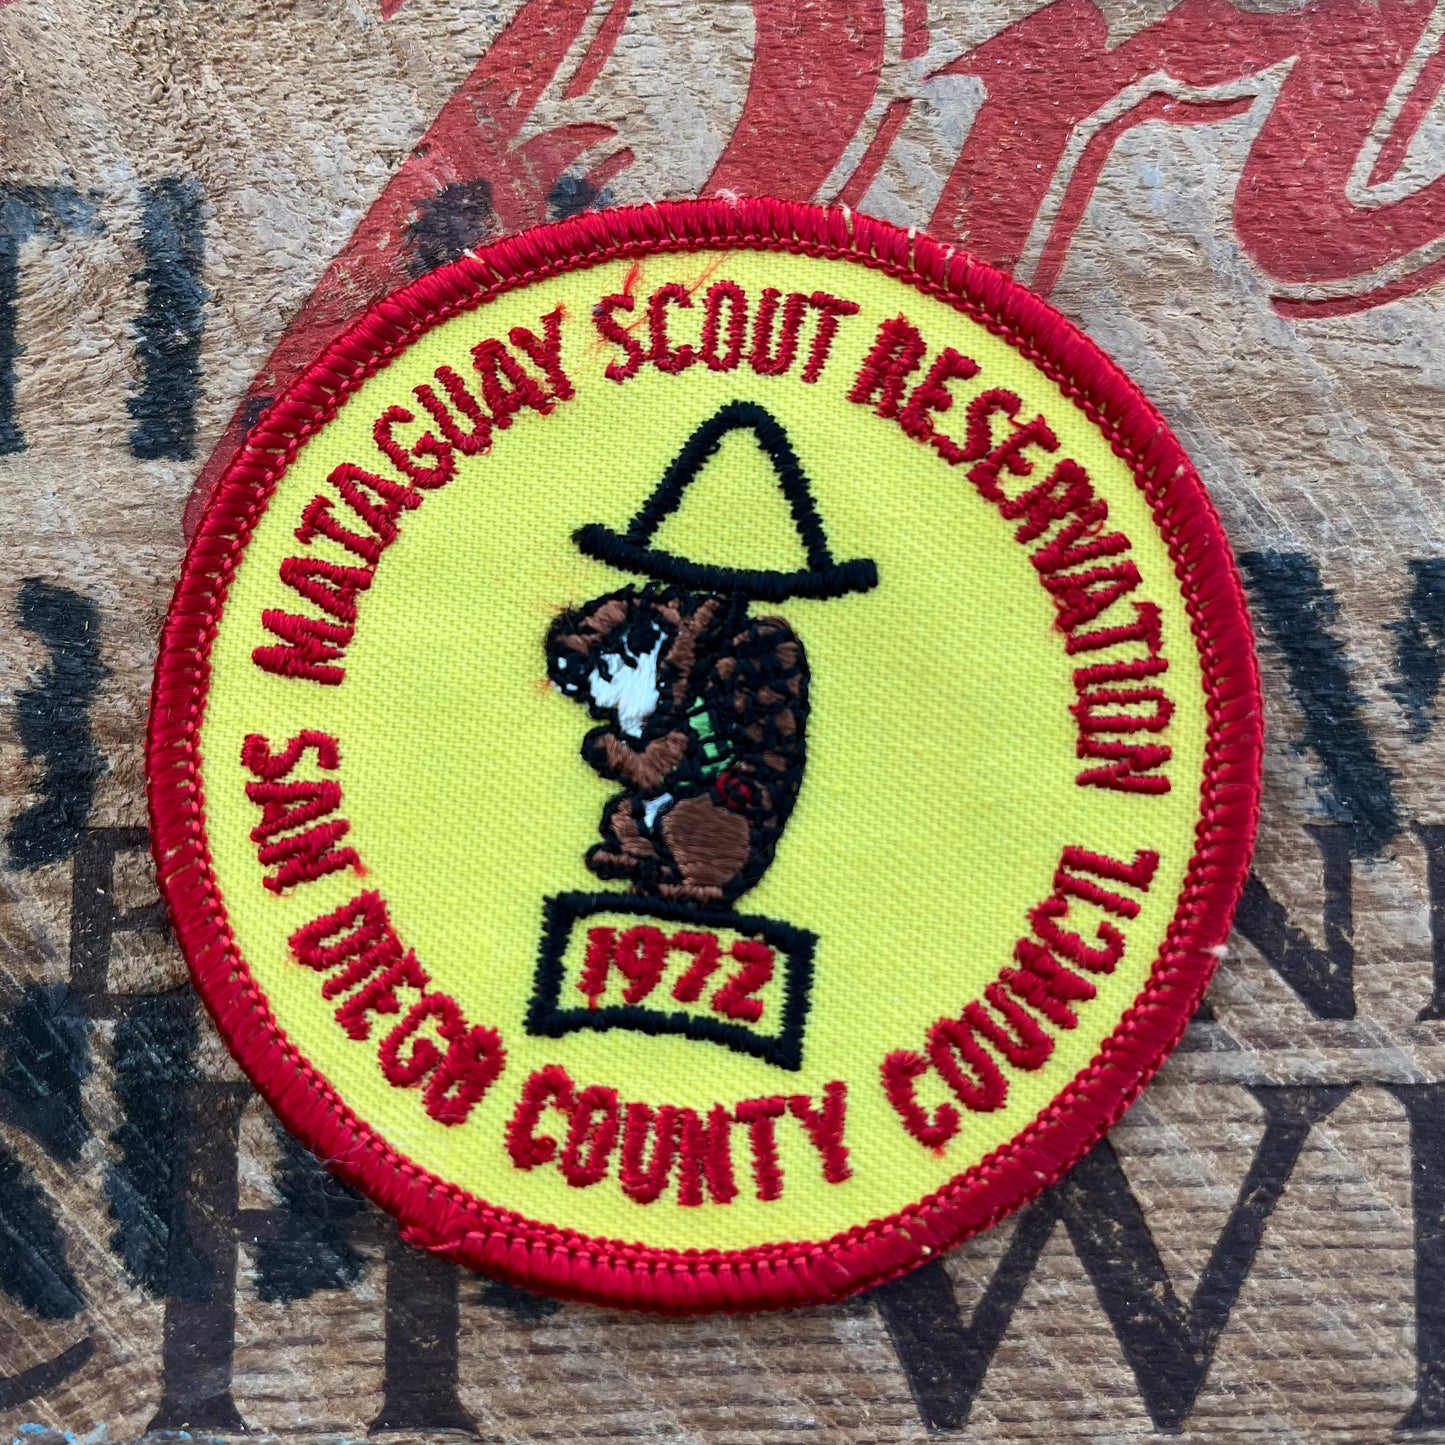 MATAGUAY SCOUT RESERVATION
1972
SAN DIEGO COUNTY COUNCIL